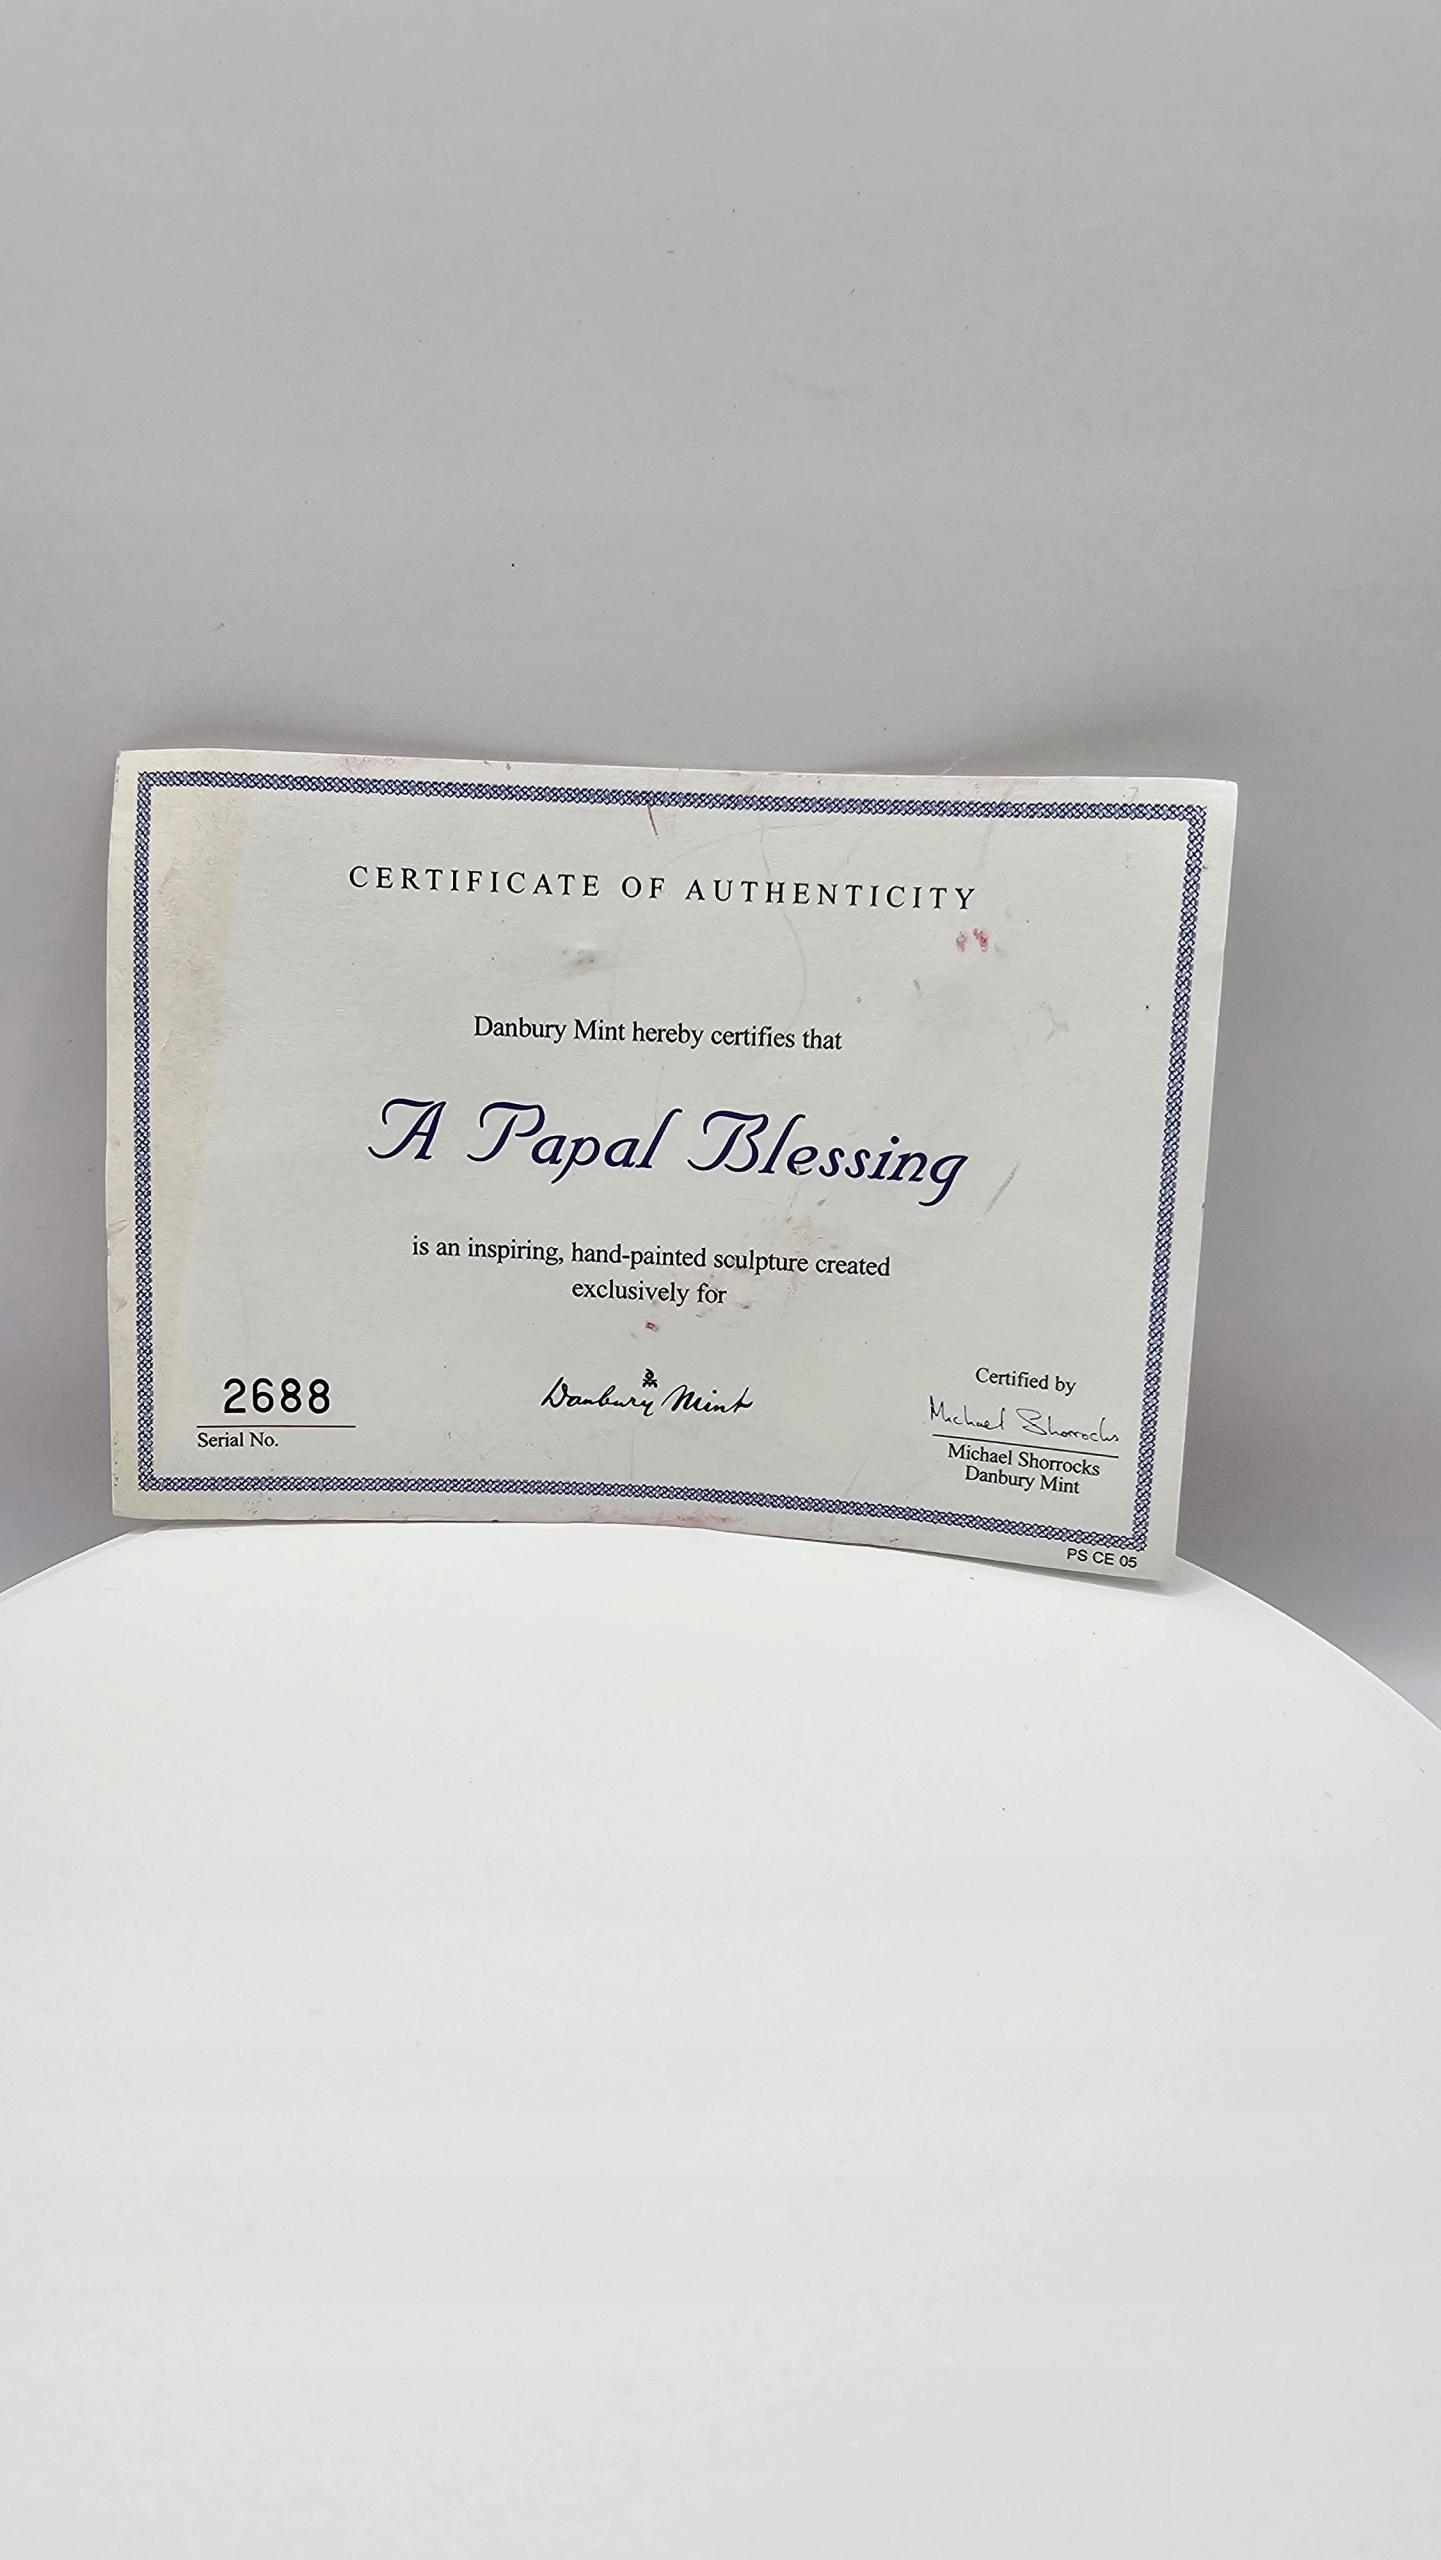 CERTIFICATE OF AUTHENTICITY
Danbury Mint hereby certifies that
A Papal Blessing
is an inspiring, hand-painted sculpture created
exclusively for
2688
Serial No.
Danbury Mint
Certified by
Michael Shorrocks
Michael Shorrocks
Danbury Mint
PS CE 05